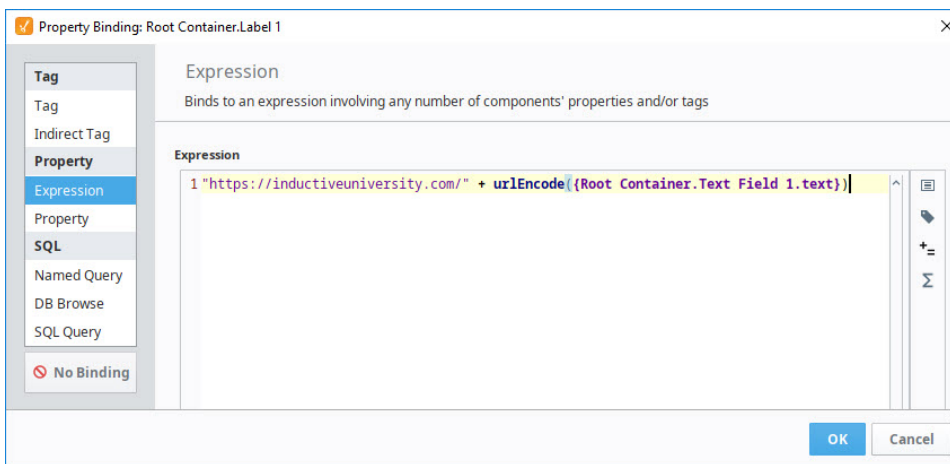 Property Binding: Root Container.Label 1
Tag
Tag
Indirect Tag
Property
Expression
Property
SQL
Named Query
DB Browse
SQL Query
No Binding
Expression
Binds to an expression involving any number of components' properties and/or tags
Expression
1 "https://inductiveuniversity.com/" + urlEncode({Root Container.Text Field 1.text})
OK
Cancel